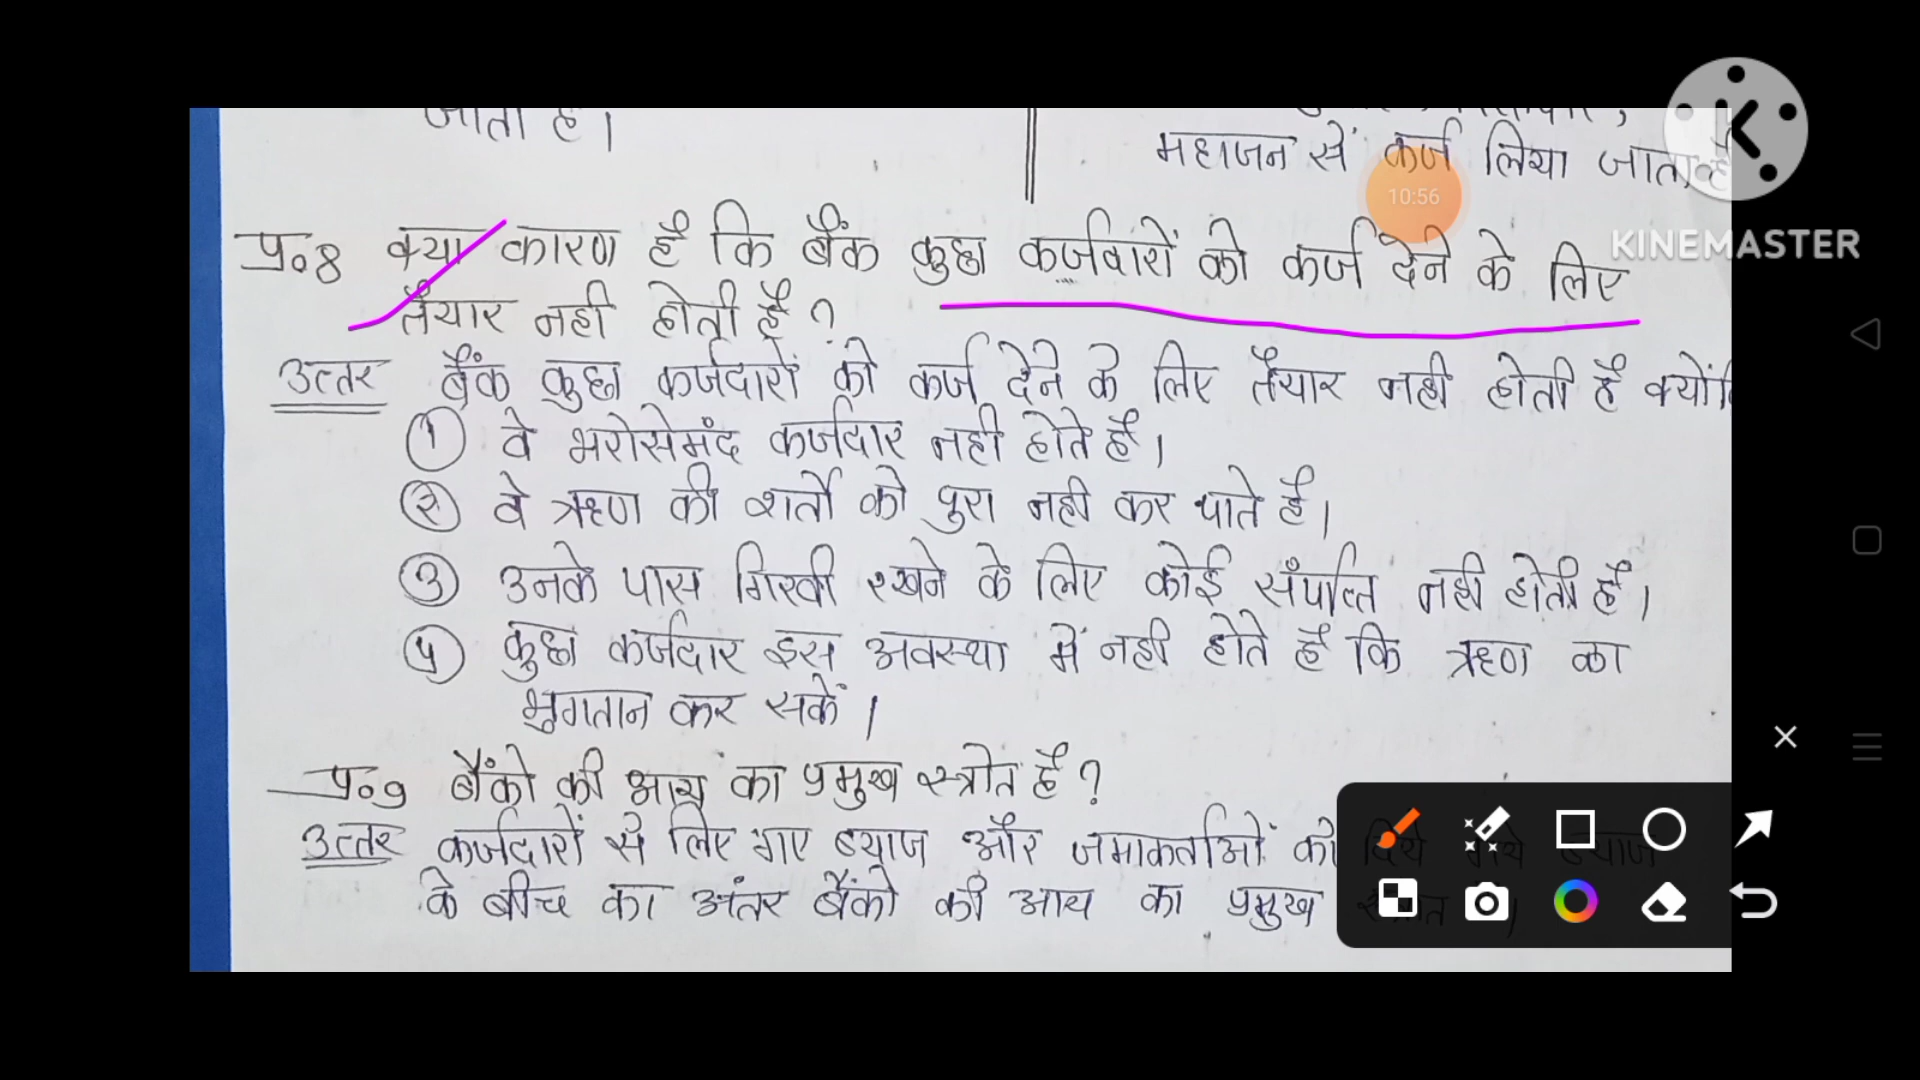 जाता है।
महाजन से कर्ज लिया जाता है
10:56
KINEMASTER
प्र०8 क्या कारण है कि बैंक कुछ कर्जदारों को कर्ज देने के लिए
तैयार नही होती है?
उत्तर बैंक कुछ कर्जदारों को कर्ज देने के लिए तैयार नही होती है
① वे भरोसेमंद कर्जदार नही होते है।
② वे ऋण की शर्तो को पुरा नही कर पाते है।
③ उनके पास गिरवी रखने के लिए कोई संपत्ति नही होती है।
④ कुछ कर्जदार इस अवस्था में नही होते है कि ऋण का
भुगतान कर सकें।
प्र०9 बैंको की आय का प्रमुख स्त्रोत है?
उत्तर कर्जदारों से लिए गए ब्याज और जमाकर्ताओं को दिये गये ब्याज
के बीच का अंतर बैंको की आय का प्रमुख स्त्रोत